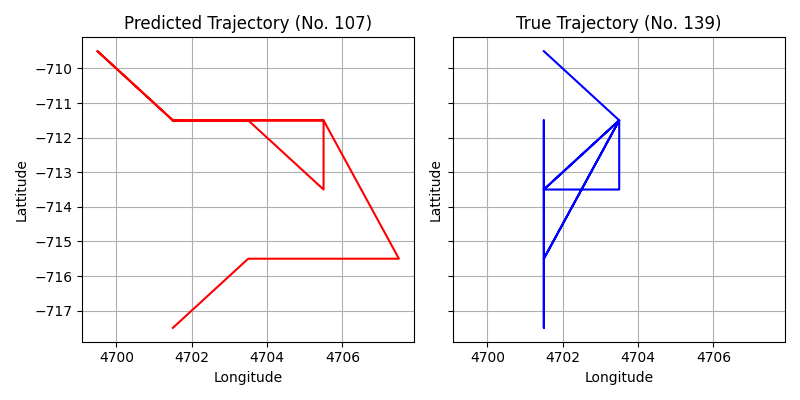 Predicted Trajectory (No. 107)
−710
−711
−712
−713
−714
−715
−716
−717
Lattitude
4700 4702 4704 4706
Longitude
True Trajectory (No. 139)
Lattitude
4700 4702 4704 4706
Longitude